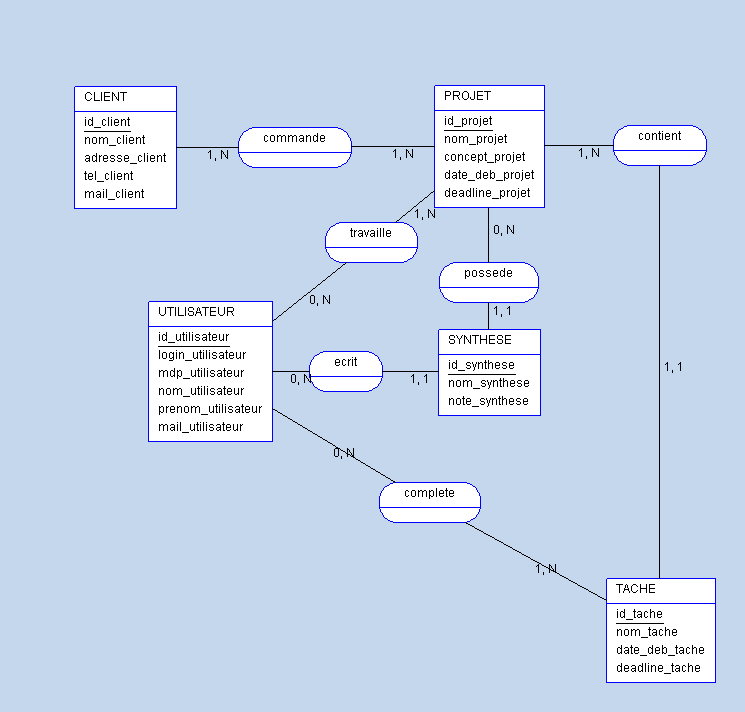 CLIENT
id_client
nom_client
adresse_client
tel_client
mail_client
1, N
commande
1, N
PROJET
id_projet
nom_projet
concept_projet
date_deb_projet
deadline_projet
1, N
contient
1, N
travaille
0, N
0, N
possede
1, 1
UTILISATEUR
id_utilisateur
login_utilisateur
mdp_utilisateur
nom_utilisateur
prenom_utilisateur
mail_utilisateur
0, N
ecrit
1, 1
SYNTHESE
id_synthese
nom_synthese
note_synthese
1, 1
0, N
complete
1, N
TACHE
id_tache
nom_tache
date_deb_tache
deadline_tache